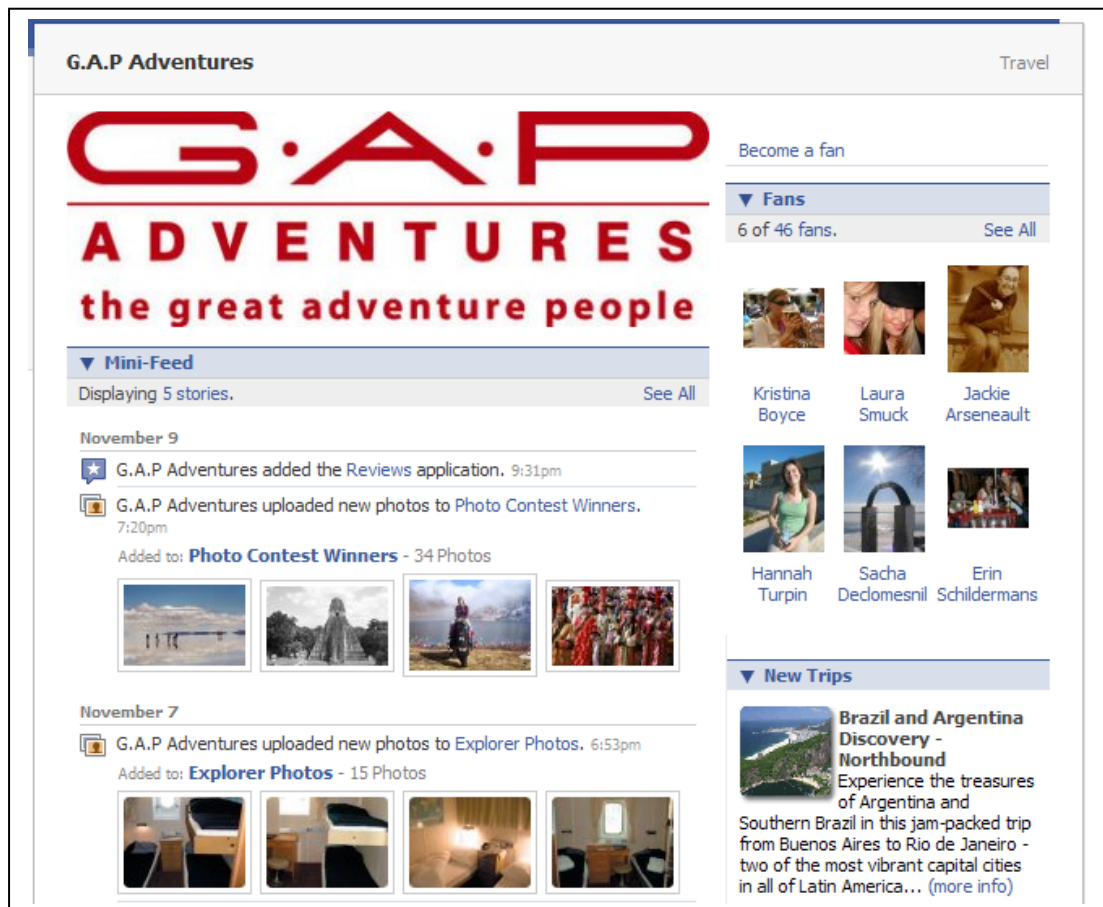 G.A.P Adventures
Travel
G·A·P
ADVENTURES
the great adventure people
Mini-Feed
Displaying 5 stories.
See All
November 9
G.A.P Adventures added the Reviews application. 9:31pm
G.A.P Adventures uploaded new photos to Photo Contest Winners.
7:20pm
Added to: Photo Contest Winners - 34 Photos
November 7
G.A.P Adventures uploaded new photos to Explorer Photos. 6:53pm
Added to: Explorer Photos - 15 Photos
Become a fan
Fans
6 of 46 fans.
See All
Kristina
Boyce
Laura
Smuck
Jackie
Arseneault
Hannah
Turpin
Sacha
Declomesnil
Erin
Schildermans
New Trips
Brazil and Argentina
Discovery -
Northbound
Experience the treasures
of Argentina and
Southern Brazil in this jam-packed trip
from Buenos Aires to Rio de Janeiro -
two of the most vibrant capital cities
in all of Latin America... (more info)